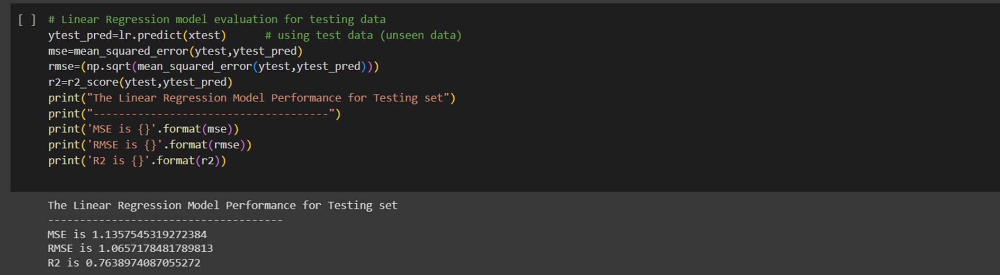 [ ] # Linear Regression model evaluation for testing data
ytest_pred=lr.predict(xtest)      # using test data (unseen data)
mse=mean_squared_error(ytest,ytest_pred)
rmse=(np.sqrt(mean_squared_error(ytest,ytest_pred)))
r2=r2_score(ytest,ytest_pred)
print("The Linear Regression Model Performance for Testing set")
print("-------------------------------------")
print('MSE is {}'.format(mse))
print('RMSE is {}'.format(rmse))
print('R2 is {}'.format(r2))
The Linear Regression Model Performance for Testing set
-------------------------------------
MSE is 1.1357545319272384
RMSE is 1.0657178481789813
R2 is 0.7638974087055272